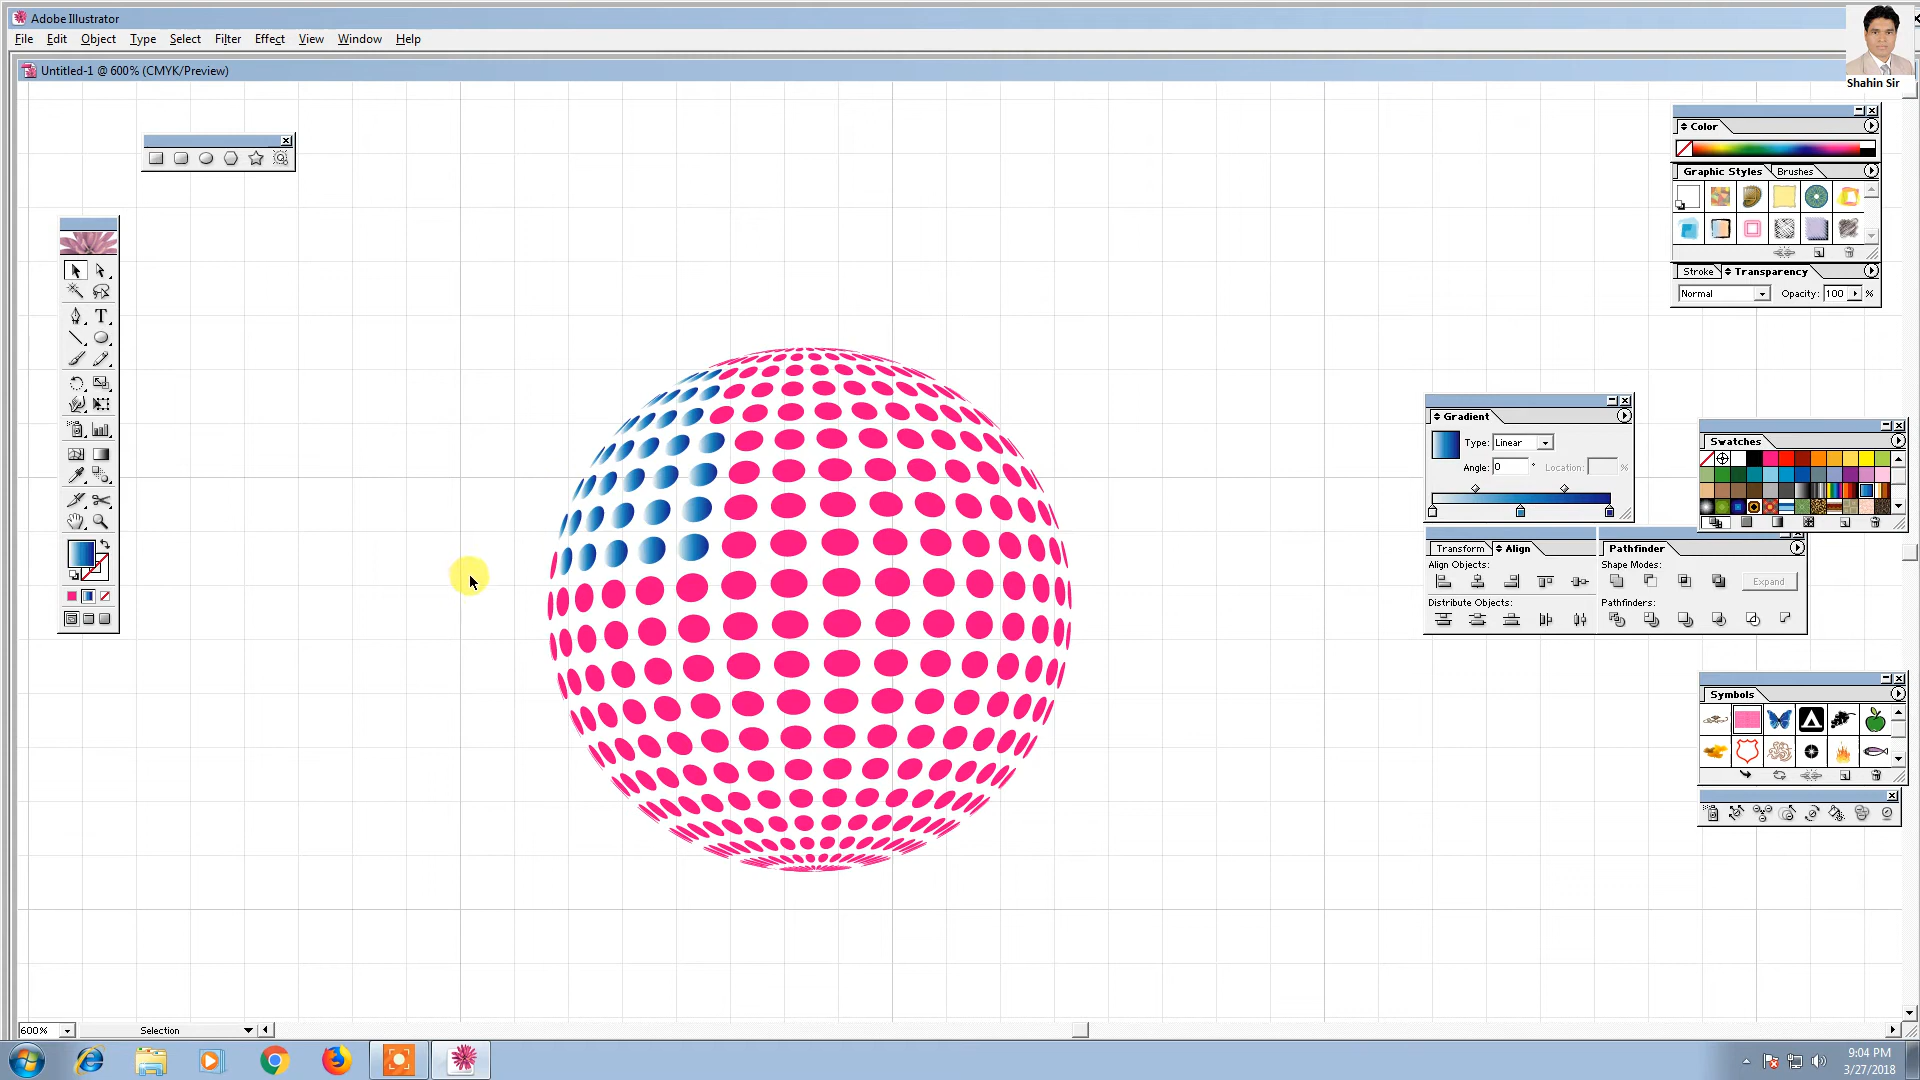 Adobe Illustrator
File Edit Object Type Select Filter Effect View Window Help
Untitled-1 @ 600% (CMYK/Preview)
Shahin Sir
Color
Graphic Styles Brushes
Stroke Transparency
Normal Opacity: 100 %
Gradient
Type: Linear
Angle: 0 ° Location: %
Swatches
Transform Align
Align Objects:
Distribute Objects:
Pathfinder
Shape Modes:
Expand
Pathfinders:
Symbols
T
600% Selection
9:04 PM
3/27/2018